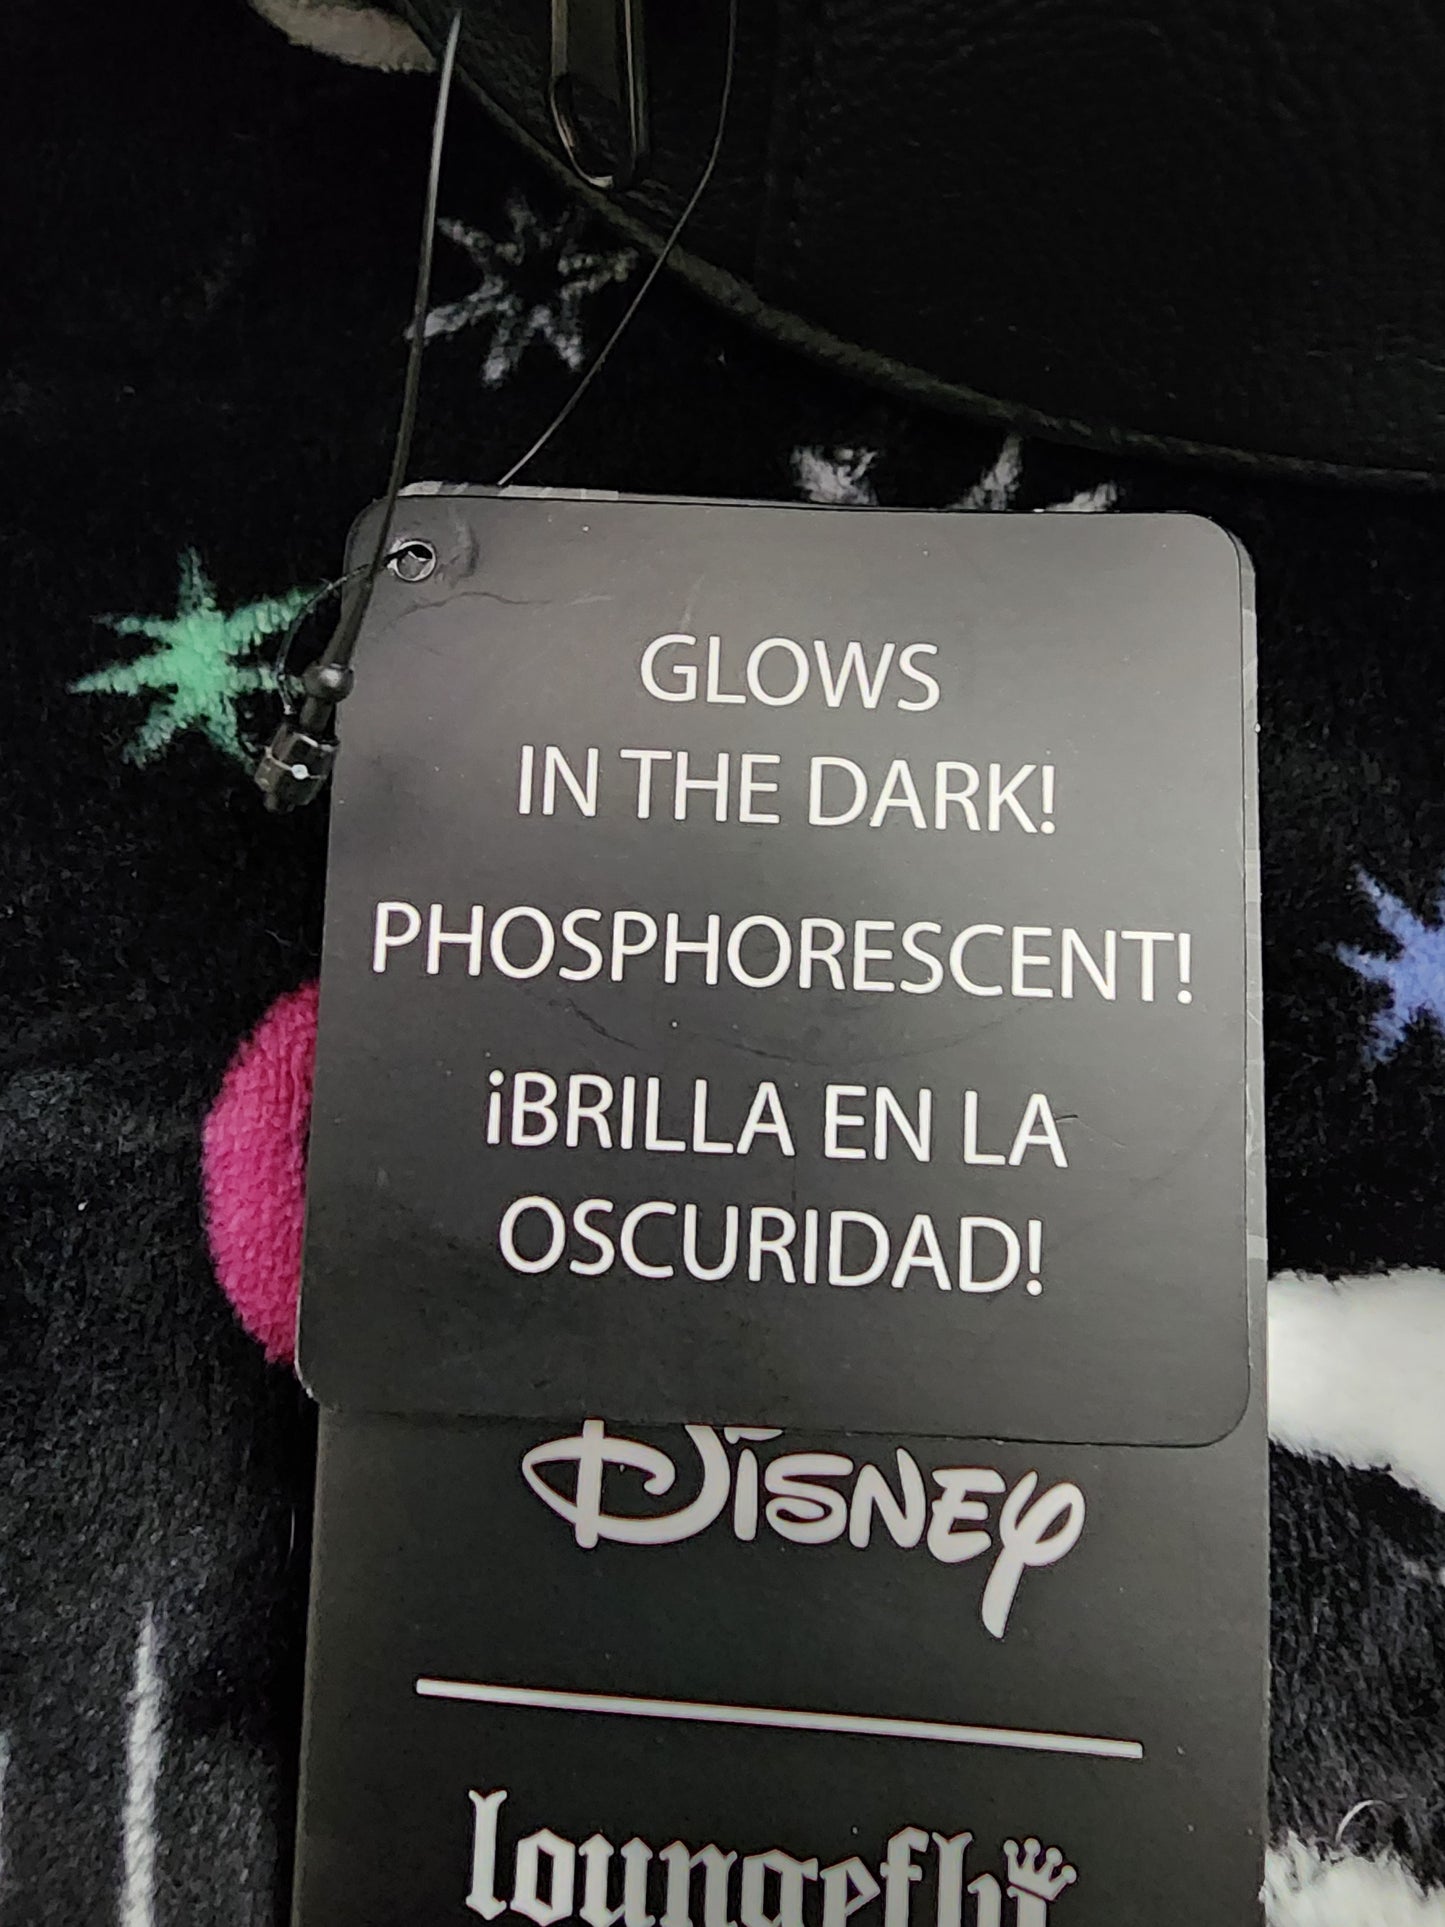 GLOWS
IN THE DARK!
PHOSPHORESCENT!
¡BRILLA EN LA
OSCURIDAD!
Disney
loungefly